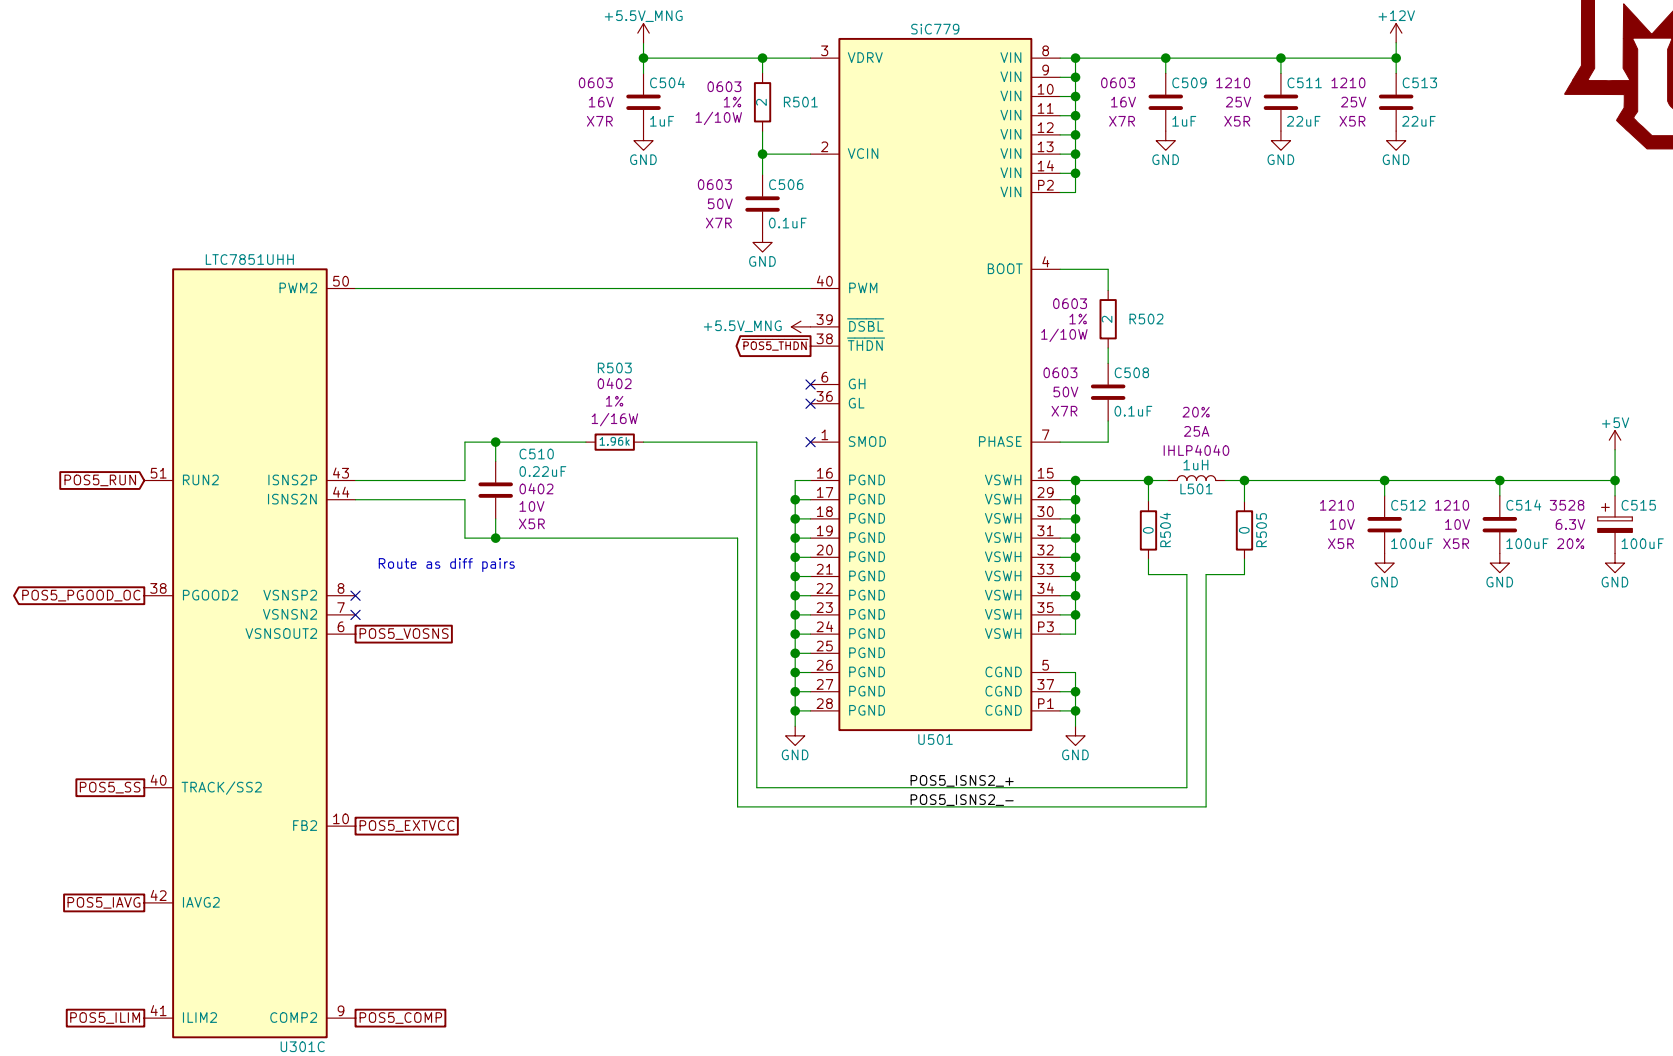 +5.5V_MNG
SiC779
+12V
3
VDRV
VIN
8
0603
16V
X7R
C504
1uF
GND
0603
1%
1/10W
2
R501
VIN
9
VIN
10
VIN
11
VIN
12
2
VCIN
VIN
13
VIN
14
VIN
P2
0603
16V
X7R
C509
1uF
GND
1210
25V
X5R
C511
22uF
GND
1210
25V
X5R
C513
22uF
GND
0603
50V
X7R
C506
0.1uF
GND
LTC7851UHH
PWM2
50
40
PWM
BOOT
4
+5.5V_MNG
39
DSBL
POS5_THDN
38
THDN
0603
1%
1/10W
2
R502
6
GH
36
GL
1
SMOD
PHASE
7
0603
50V
X7R
C508
0.1uF
R503
0402
1%
1/16W
1.96k
20%
25A
IHLP4040
1uH
L501
+5V
C510
0.22uF
0402
10V
X5R
POS5_RUN
51
RUN2
ISNS2P
43
ISNS2N
44
Route as diff pairs
16
PGND
17
PGND
18
PGND
19
PGND
20
PGND
21
PGND
22
PGND
23
PGND
24
PGND
25
PGND
26
PGND
27
PGND
28
PGND
GND
VSWH
15
VSWH
29
VSWH
30
VSWH
31
VSWH
32
VSWH
33
VSWH
34
VSWH
35
VSWH
P3
CGND
5
CGND
37
CGND
P1
GND
U501
0
R504
0
R505
1210
10V
X5R
C512
100uF
GND
1210
10V
X5R
C514
100uF
GND
3528
6.3V
20%
+
C515
100uF
GND
POS5_PGOOD_OC
38
PGOOD2
VSNSP2
8
VSNSN2
7
VSNSOUT2
6
POS5_VOSNS
POS5_ISNS2_+
POS5_ISNS2_-
POS5_SS
40
TRACK/SS2
FB2
10
POS5_EXTVCC
POS5_IAVG
42
IAVG2
POS5_ILIM
41
ILIM2
COMP2
9
POS5_COMP
U301C